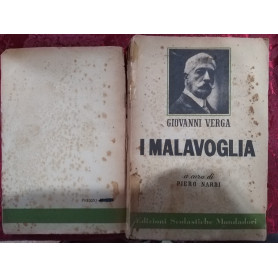 GIOVANNI VERGA
I MALAVOGLIA
a cura di
PIERO NARDI
Edizioni Scolastiche Mondadori